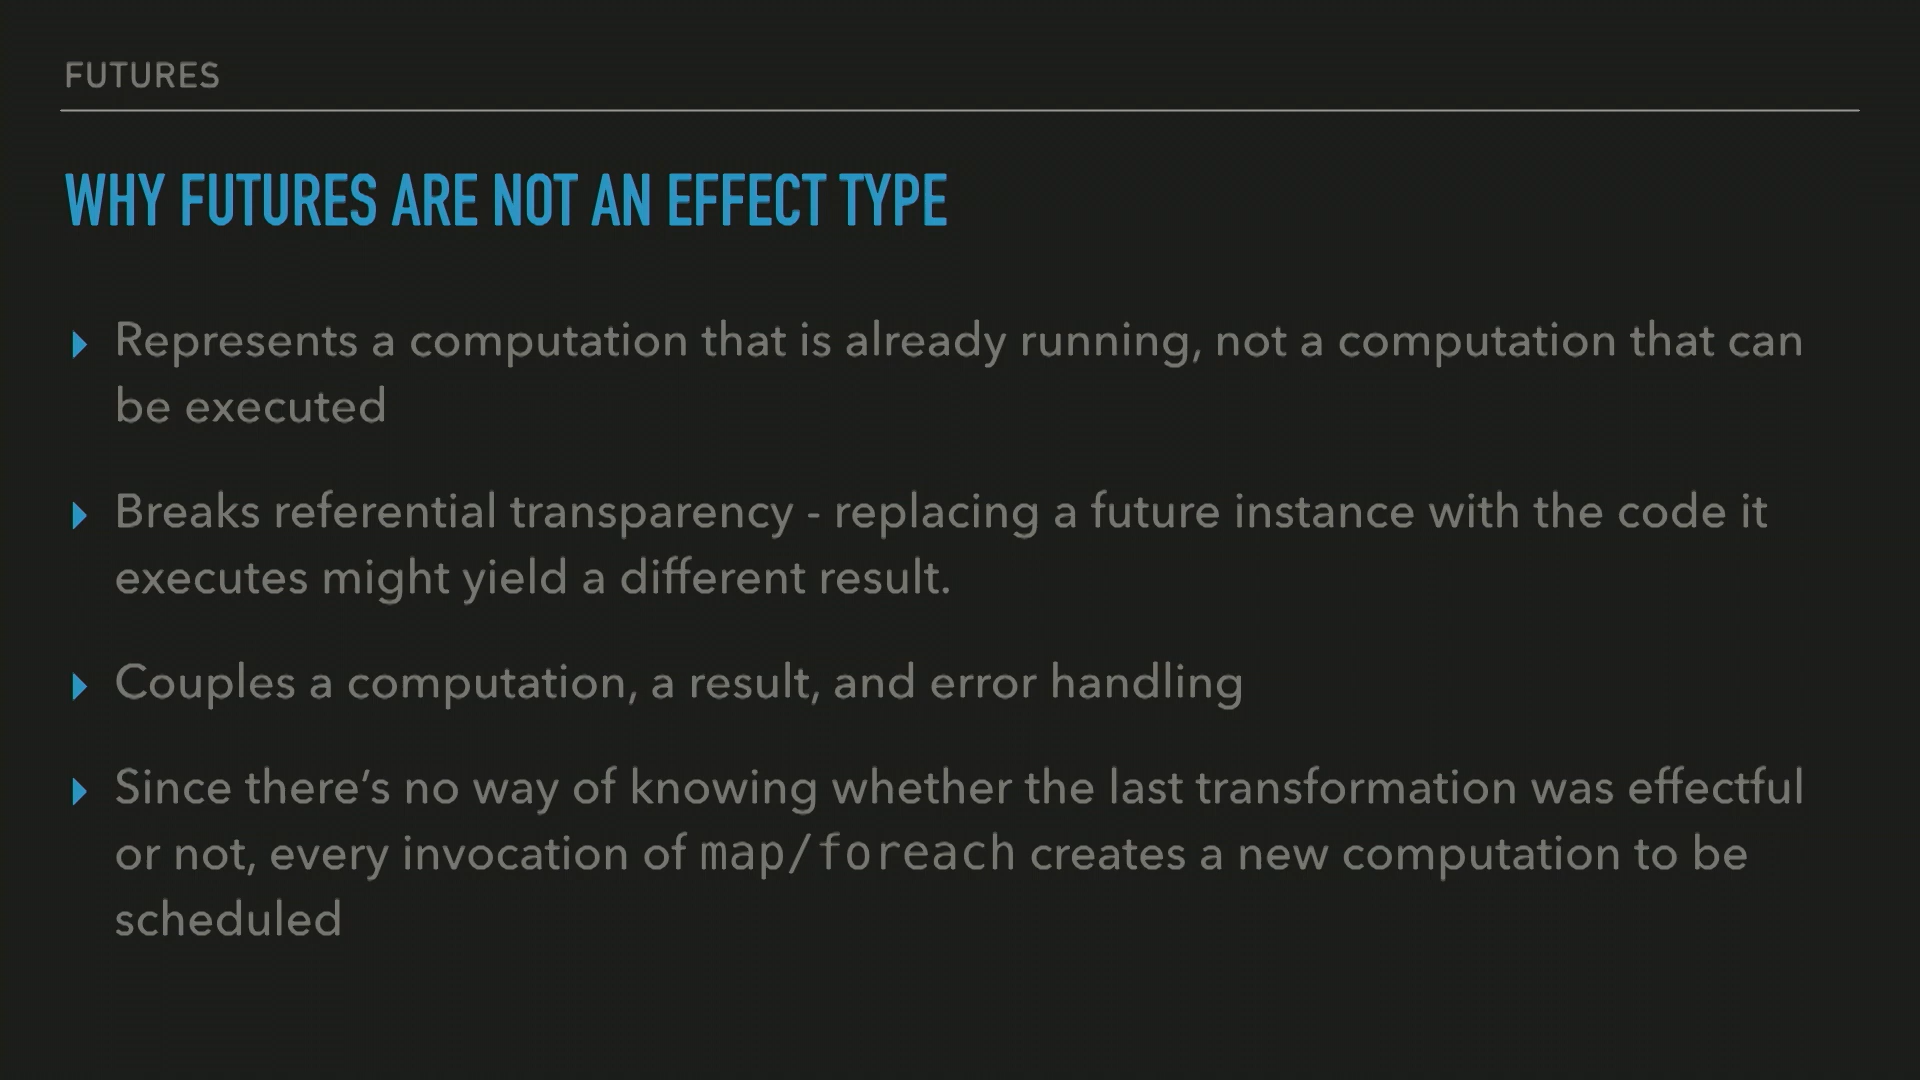 FUTURES
WHY FUTURES ARE NOT AN EFFECT TYPE
Represents a computation that is already running, not a computation that can
be executed
Breaks referential transparency - replacing a future instance with the code it
executes might yield a different result.
Couples a computation, a result, and error handling
Since there’s no way of knowing whether the last transformation was effectful
or not, every invocation of map/foreach creates a new computation to be
scheduled